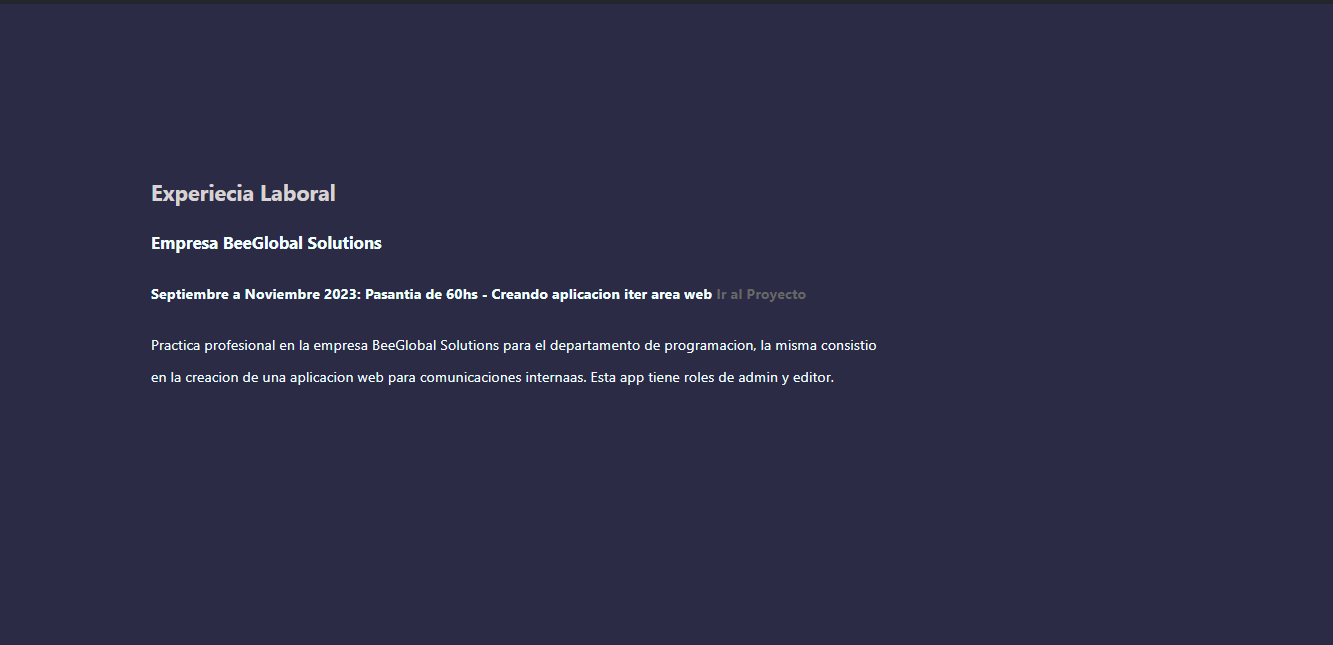 Experiecia Laboral
Empresa BeeGlobal Solutions
Septiembre a Noviembre 2023: Pasantia de 60hs - Creando aplicacion iter area web Ir al Proyecto
Practica profesional en la empresa BeeGlobal Solutions para el departamento de programacion, la misma consistio
en la creacion de una aplicacion web para comunicaciones internaas. Esta app tiene roles de admin y editor.